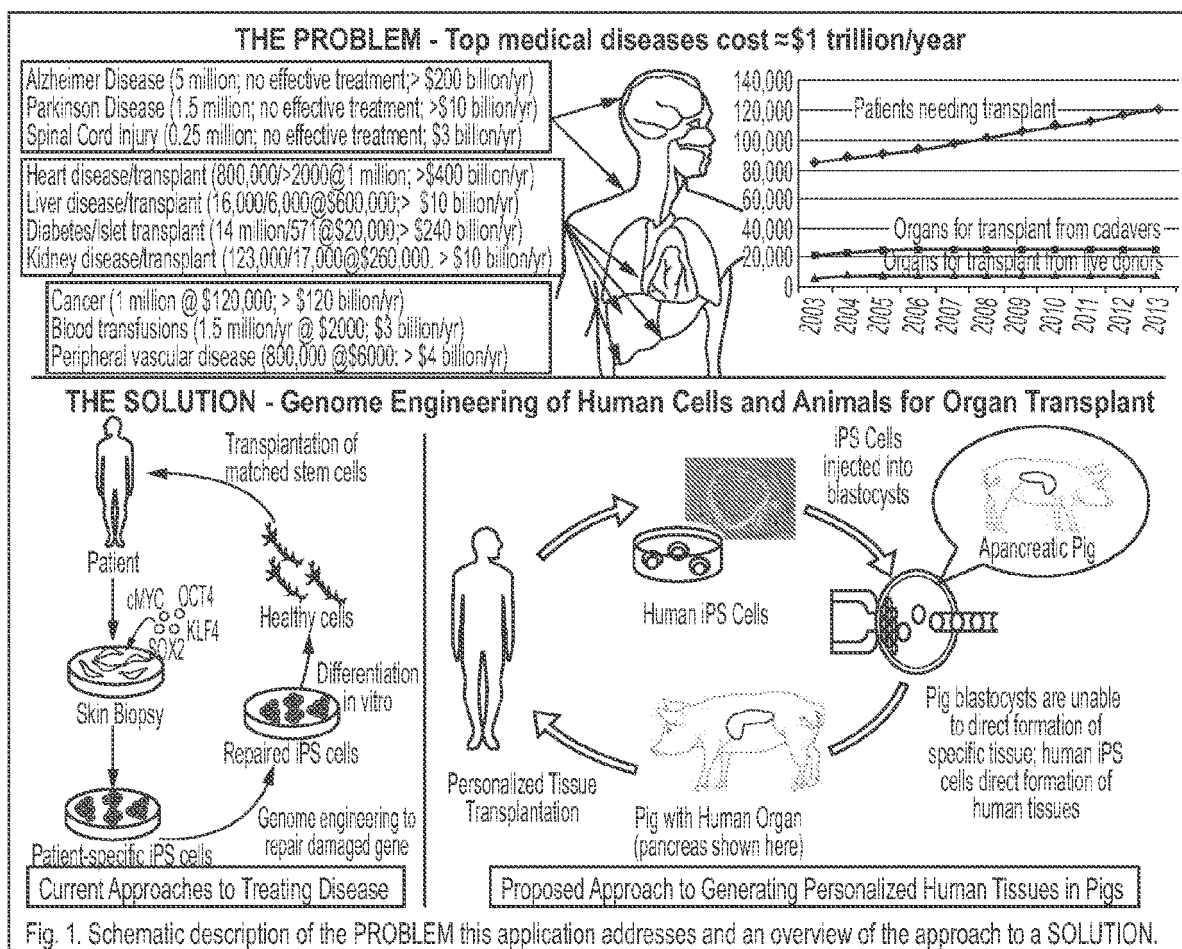 THE PROBLEM - Top medical diseases cost ≈$1 trillion/year
Alzheimer Disease (5 million; no effective treatment;> $200 billion/yr)
Parkinson Disease (1.5 million; no effective treatment; >$10 billion/yr)
Spinal Cord injury (0.25 million; no effective treatment; $3 billion/yr)
Heart disease/transplant (800,000/>2000@1 million; >$400 billion/yr)
Liver disease/transplant (16,000/6,000@$600,000;> $10 billion/yr)
Diabetes/islet transplant (14 million/571@$20,000;> $240 billion/yr)
Kidney disease/transplant (123,000/17,000@$260,000. > $10 billion/yr)
Cancer (1 million @ $120,000; > $120 billion/yr)
Blood transfusions (1.5 million/yr @ $2000; $3 billion/yr)
Peripheral vascular disease (800,000 @$6000: > $4 billion/yr)
140,000
120,000
100,000
80,000
60,000
40,000
20,000
0
Patients needing transplant
Organs for transplant from cadavers
Organs for transplant from live donors
2003
2004
2005
2006
2007
2008
2009
2010
2011
2012
2013
THE SOLUTION - Genome Engineering of Human Cells and Animals for Organ Transplant
Transplantation of
matched stem cells
Patient
cMYC
OCT4
KLF4
SOX2
Healthy cells
Skin Biopsy
Differentiation
in vitro
Repaired iPS cells
Genome engineering to
repair damaged gene
Patient-specific iPS cells
Current Approaches to Treating Disease
iPS Cells
injected into
blastocysts
Apancreatic Pig
Human iPS Cells
Pig blastocysts are unable
to direct formation of
specific tissue; human iPS
cells direct formation of
human tissues
Personalized Tissue
Transplantation
Pig with Human Organ
(pancreas shown here)
Proposed Approach to Generating Personalized Human Tissues in Pigs
Fig. 1. Schematic description of the PROBLEM this application addresses and an overview of the approach to a SOLUTION.